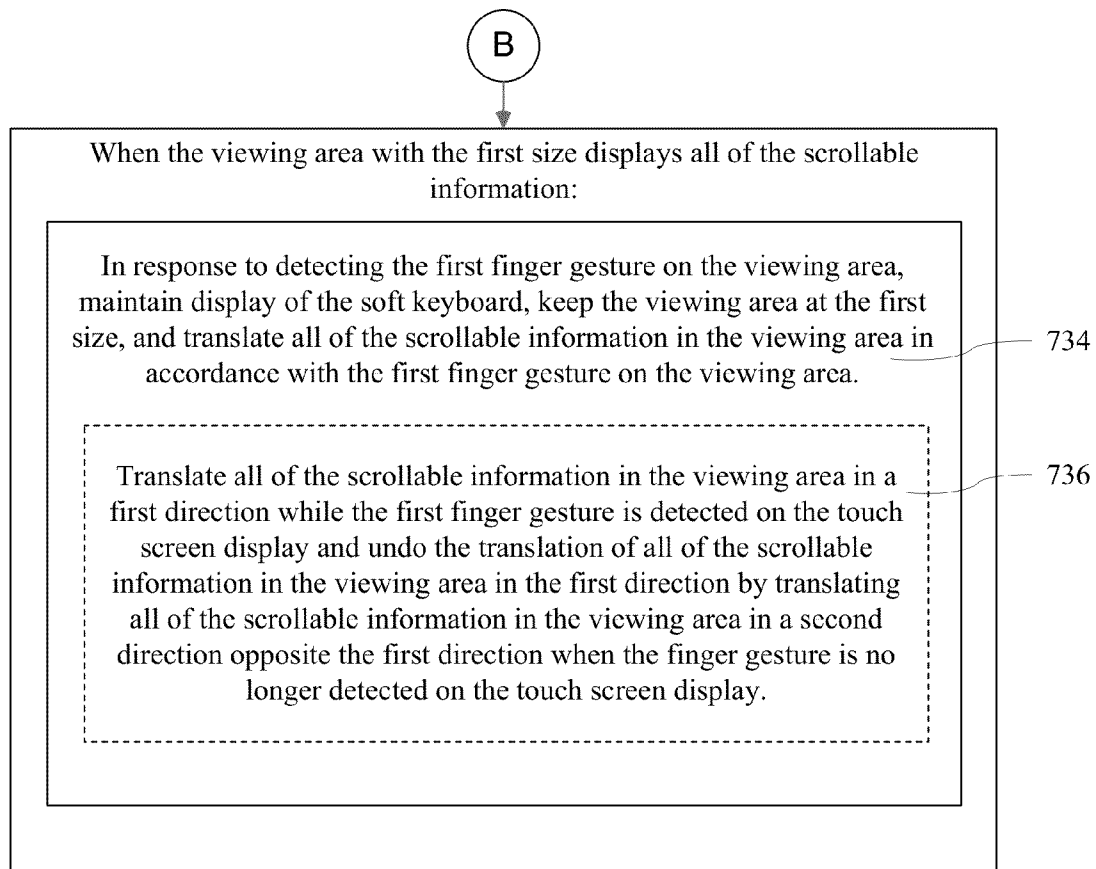 B
When the viewing area with the first size displays all of the scrollable
information:
In response to detecting the first finger gesture on the viewing area,
maintain display of the soft keyboard, keep the viewing area at the first
size, and translate all of the scrollable information in the viewing area in
accordance with the first finger gesture on the viewing area.
734
Translate all of the scrollable information in the viewing area in a
first direction while the first finger gesture is detected on the touch
screen display and undo the translation of all of the scrollable
information in the viewing area in the first direction by translating
all of the scrollable information in the viewing area in a second
direction opposite the first direction when the finger gesture is no
longer detected on the touch screen display.
736